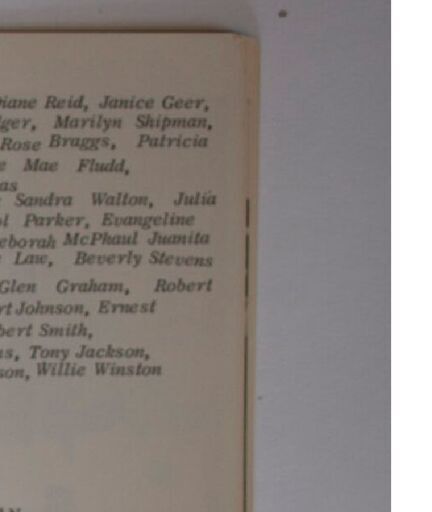 iane Reid, Janice Geer,
ger, Marilyn Shipman,
Rose Braggs, Patricia
e Mae Fludd,
as
Sandra Walton, Julia
ol Parker, Evangeline
eborah McPhaul Juanita
e Law, Beverly Stevens
Glen Graham, Robert
rt Johnson, Ernest
bert Smith,
ns, Tony Jackson,
son, Willie Winston